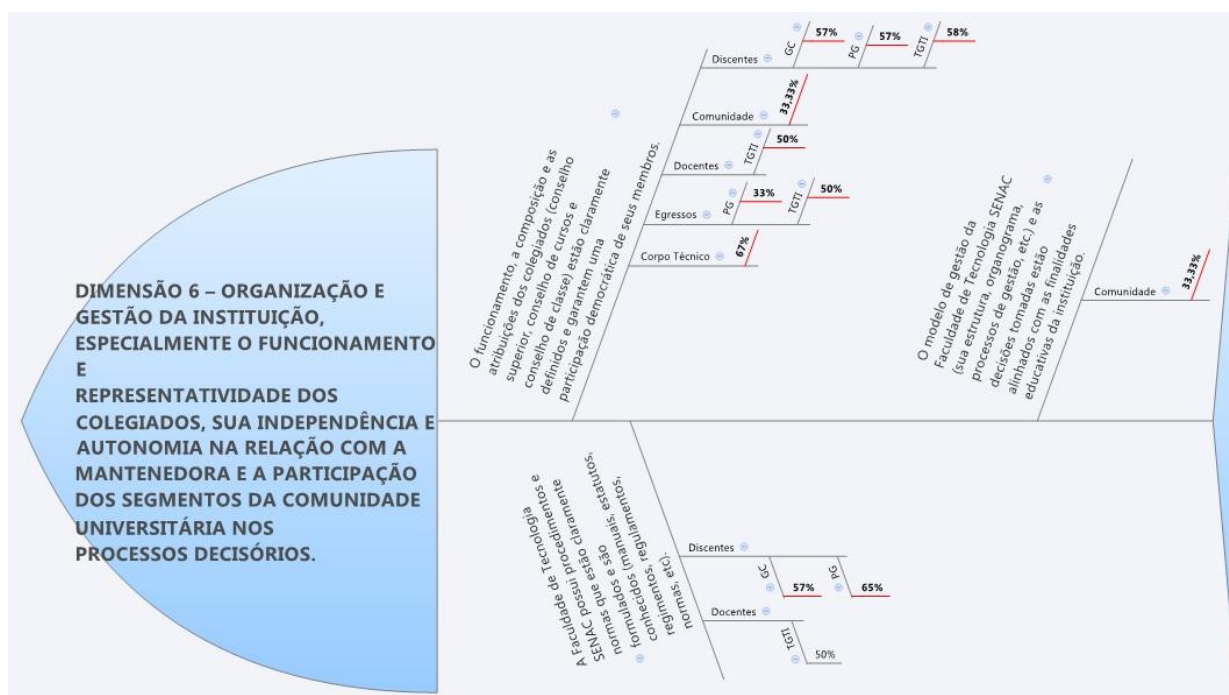 DIMENSÃO 6 – ORGANIZAÇÃO E
GESTÃO DA INSTITUIÇÃO,
ESPECIALMENTE O FUNCIONAMENTO
E
REPRESENTATIVIDADE DOS
COLEGIADOS, SUA INDEPENDÊNCIA E
AUTONOMIA NA RELAÇÃO COM A
MANTENEDORA E A PARTICIPAÇÃO
DOS SEGMENTOS DA COMUNIDADE
UNIVERSITÁRIA NOS
PROCESSOS DECISÓRIOS.
O funcionamento, a composição e as
atribuições dos colegiados (conselho
superior, conselho de cursos e
conselho de classe) estão claramente
definidos e garantem uma
participação democrática de seus membros.
Discentes
GC
57%
PG
57%
TGTI
58%
Comunidade
33,33%
Docentes
TGTI
50%
Egressos
PG
33%
TGTI
50%
Corpo Técnico
67%
O modelo de gestão da
Faculdade de Tecnologia SENAC
(sua estrutura, organograma,
processos de gestão, etc.) e as
decisões tomadas estão
alinhados com as finalidades
educativas da instituição.
Comunidade
33,33%
A Faculdade de Tecnologia
SENAC possui procedimentos e
normas que estão claramente
formulados e são
conhecidos (manuais, estatutos,
regimentos, regulamentos,
normas, etc).
Discentes
GC
57%
PG
65%
Docentes
TGTI
50%